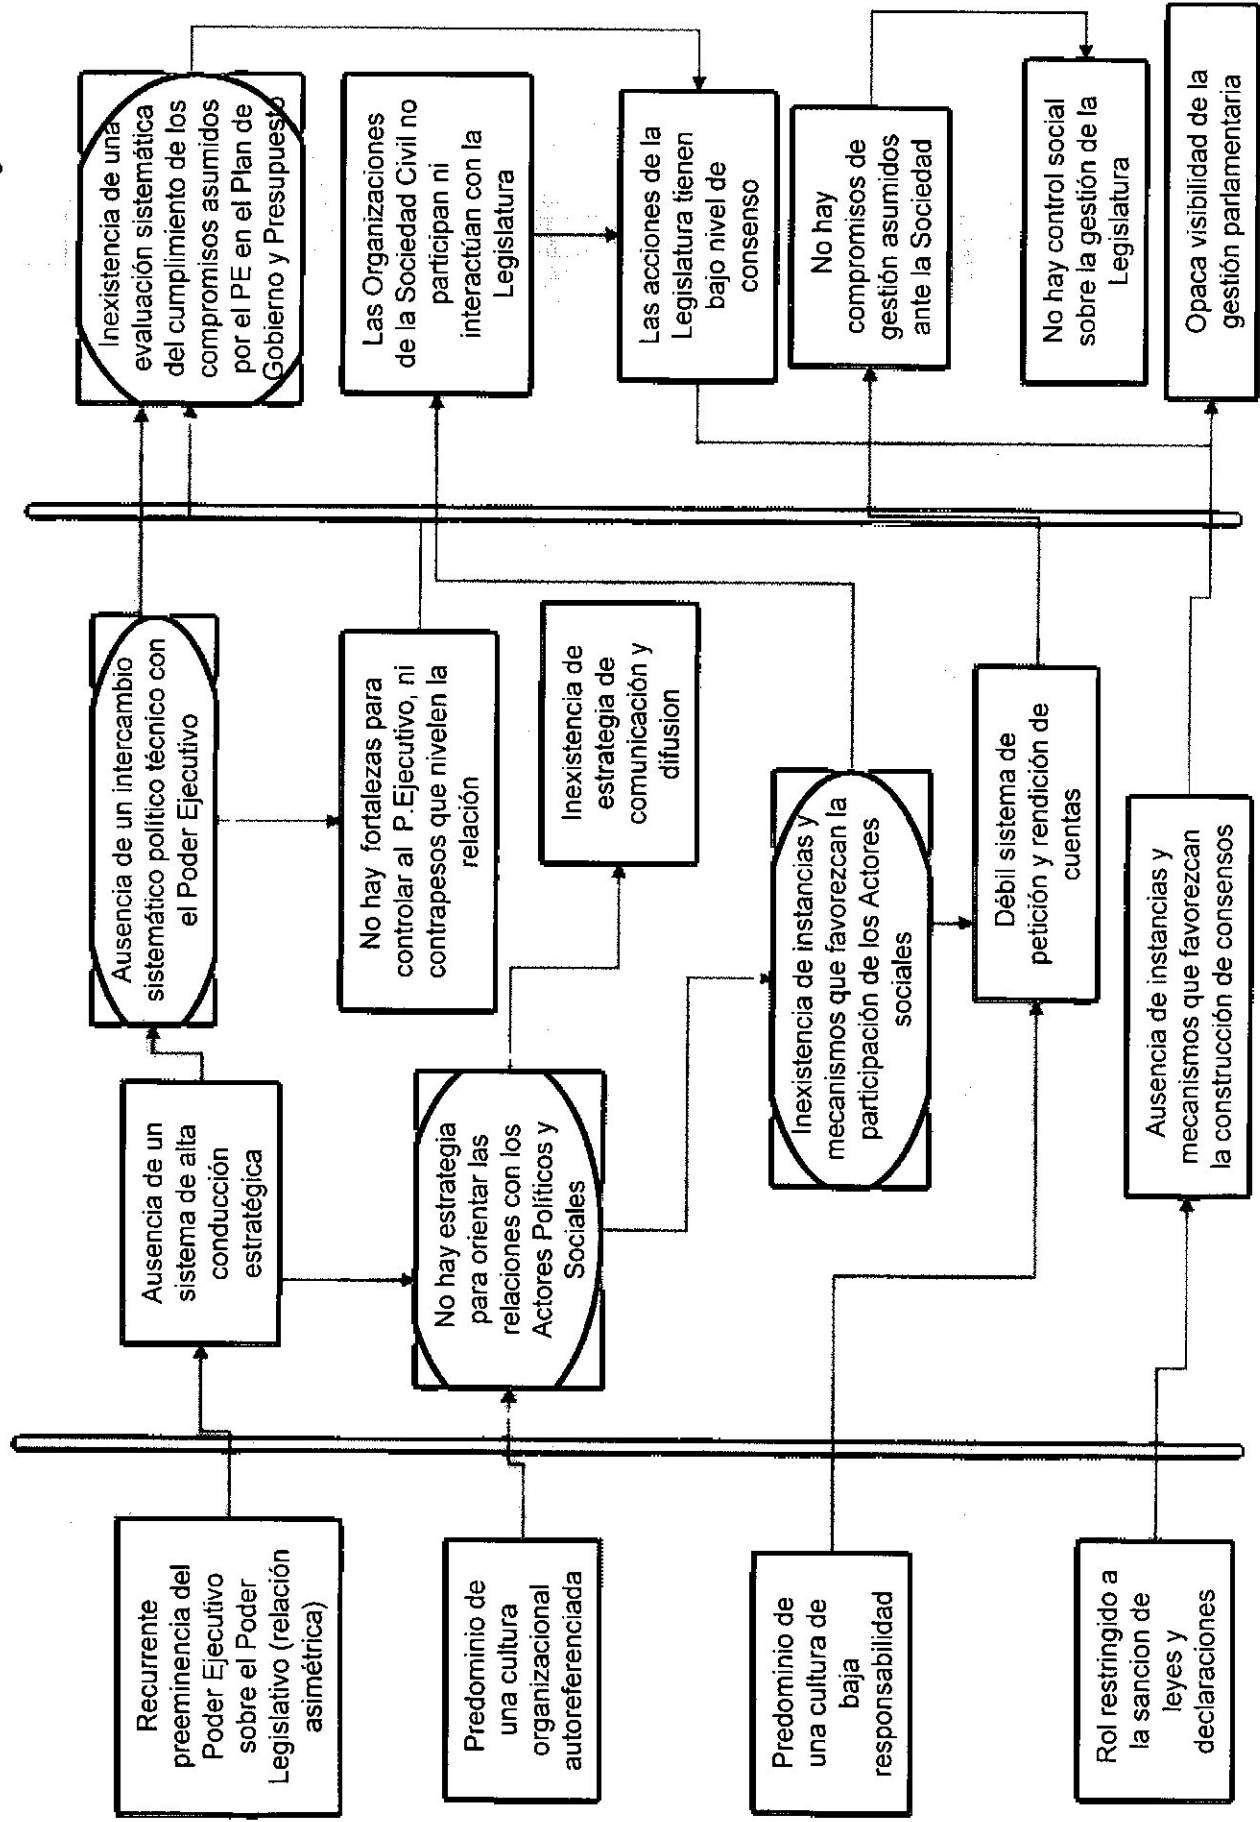 Recurrente
preeminencia del
Poder Ejecutivo
sobre el Poder
Legislativo (relación
asimétrica)
Predominio de
una cultura
organizacional
autoreferenciada
Predominio de
una cultura de
baja
responsabilidad
Rol restringido a
la sancion de
leyes y
declaraciones
Ausencia de un
sistema de alta
conducción
estratégica
No hay estrategia
para orientar las
relaciones con los
Actores Políticos y
Sociales
Ausencia de un intercambio
sistemático político técnico con
el Poder Ejecutivo
No hay fortalezas para
controlar al P.Ejecutivo, ni
contrapesos que nivelen la
relación
Inexistencia de
estrategia de
comunicación y
difusion
Inexistencia de instancias y
mecanismos que favorezcan la
participación de los Actores
sociales
Débil sistema de
petición y rendición de
cuentas
Ausencia de instancias y
mecanismos que favorezcan
la construcción de consensos
Inexistencia de una
evaluación sistemática
del cumplimiento de los
compromisos asumidos
por el PE en el Plan de
Gobierno y Presupuesto
Las Organizaciones
de la Sociedad Civil no
participan ni
interactúan con la
Legislatura
Las acciones de la
Legislatura tienen
bajo nivel de
consenso
No hay
compromisos de
gestión asumidos
ante la Sociedad
No hay control social
sobre la gestión de la
Legislatura
Opaca visibilidad de la
gestión parlamentaria